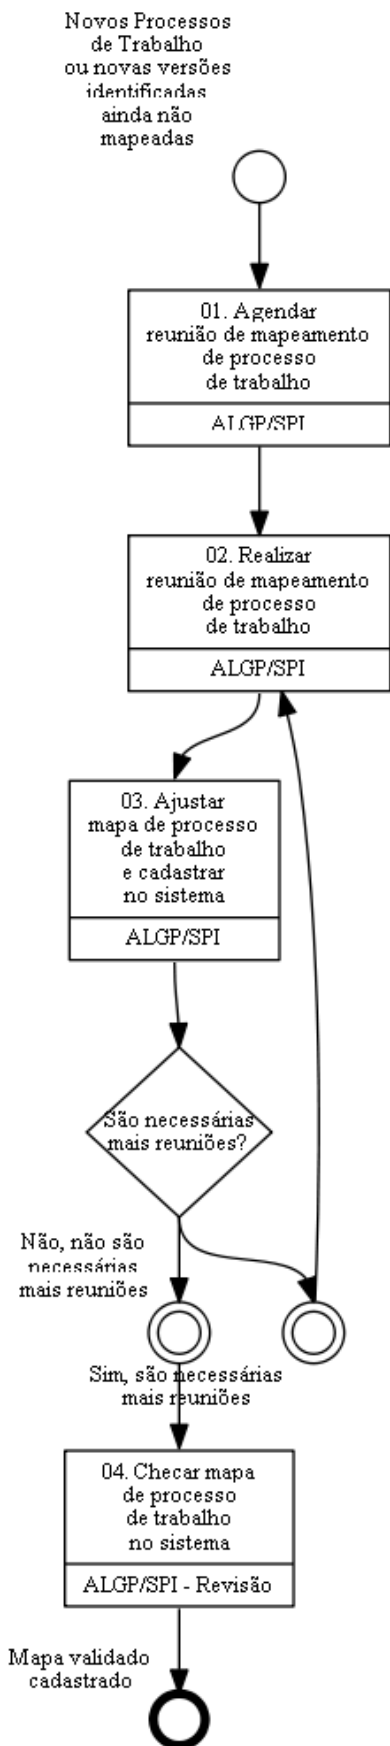 Novos Processos
de Trabalho
ou novas versões
identificadas
ainda não
mapeadas
01. Agendar
reunião de mapeamento
de processo
de trabalho
ALGP/SPI
02. Realizar
reunião de mapeamento
de processo
de trabalho
ALGP/SPI
03. Ajustar
mapa de processo
de trabalho
e cadastrar
no sistema
ALGP/SPI
São necessárias
mais reuniões?
Não, não são
necessárias
mais reuniões
Sim, são necessárias
mais reuniões
04. Checar mapa
de processo
de trabalho
no sistema
ALGP/SPI - Revisão
Mapa validado
cadastrado